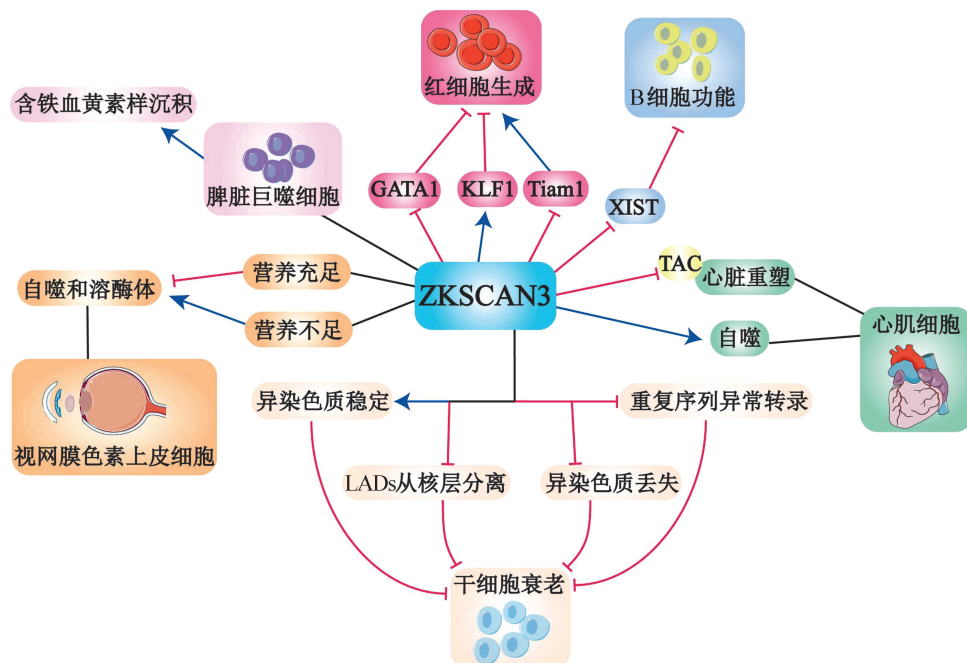 红细胞生成
B细胞功能
含铁血黄素样沉积
脾脏巨噬细胞
GATA1
KLF1
Tiam1
XIST
营养充足
TAC
心脏重塑
自噬和溶酶体
ZKSCAN3
营养不足
自噬
心肌细胞
视网膜色素上皮细胞
异染色质稳定
重复序列异常转录
LADs从核层分离
异染色质丢失
干细胞衰老